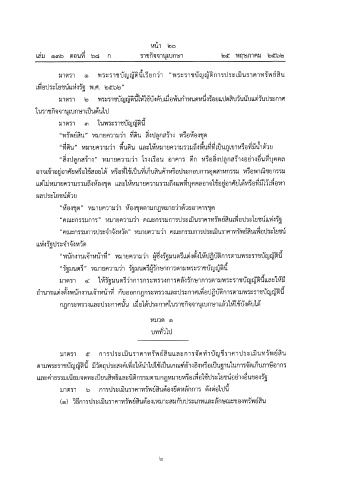 หน้า ๒๐
เล่ม ๑๓๖ ตอนที่ ๖๘ ก ราชกิจจานุเบกษา ๒๕ พฤษภาคม ๒๕๖๒
มาตรา ๑ พระราชบัญญัตินี้เรียกว่า “พระราชบัญญัติการประเมินราคาทรัพย์สิน
เพื่อประโยชน์แห่งรัฐ พ.ศ. ๒๕๖๒”
มาตรา ๒ พระราชบัญญัตินี้ให้ใช้บังคับเมื่อพ้นกำหนดหนึ่งร้อยแปดสิบวันนับแต่วันประกาศ
ในราชกิจจานุเบกษาเป็นต้นไป
มาตรา ๓ ในพระราชบัญญัตินี้
“ทรัพย์สิน” หมายความว่า ที่ดิน สิ่งปลูกสร้าง หรือห้องชุด
“ที่ดิน” หมายความว่า พื้นดิน และให้หมายความรวมถึงพื้นที่ที่เป็นภูเขาหรือที่มีน้ำด้วย
“สิ่งปลูกสร้าง” หมายความว่า โรงเรือน อาคาร ตึก หรือสิ่งปลูกสร้างอย่างอื่นที่บุคคล
อาจเข้าอยู่อาศัยหรือใช้สอยได้ หรือที่ใช้เป็นที่เก็บสินค้าหรือประกอบการอุตสาหกรรม หรือพาณิชยกรรม
แต่ไม่หมายความรวมถึงห้องชุด และให้หมายความรวมถึงแพที่บุคคลอาจใช้อยู่อาศัยได้หรือที่มีไว้เพื่อหา
ผลประโยชน์ด้วย
“ห้องชุด” หมายความว่า ห้องชุดตามกฎหมายว่าด้วยอาคารชุด
“คณะกรรมการ” หมายความว่า คณะกรรมการประเมินราคาทรัพย์สินเพื่อประโยชน์แห่งรัฐ
“คณะกรรมการประจำจังหวัด” หมายความว่า คณะกรรมการประเมินราคาทรัพย์สินเพื่อประโยชน์
แห่งรัฐประจำจังหวัด
“พนักงานเจ้าหน้าที่” หมายความว่า ผู้ซึ่งรัฐมนตรีแต่งตั้งให้ปฏิบัติการตามพระราชบัญญัตินี้
“รัฐมนตรี” หมายความว่า รัฐมนตรีผู้รักษาการตามพระราชบัญญัตินี้
มาตรา ๔ ให้รัฐมนตรีว่าการกระทรวงการคลังรักษาการตามพระราชบัญญัตินี้และให้มี
อำนาจแต่งตั้งพนักงานเจ้าหน้าที่ กับออกกฎกระทรวงและประกาศเพื่อปฏิบัติการตามพระราชบัญญัตินี้
กฎกระทรวงและประกาศนั้น เมื่อได้ประกาศในราชกิจจานุเบกษาแล้วให้ใช้บังคับได้
หมวด ๑
บททั่วไป
มาตรา ๕ การประเมินราคาทรัพย์สินและการจัดทำบัญชีราคาประเมินทรัพย์สิน
ตามพระราชบัญญัตินี้ มีวัตถุประสงค์เพื่อให้นำไปใช้เป็นเกณฑ์อ้างอิงหรือเป็นฐานในการจัดเก็บภาษีอากร
และค่าธรรมเนียมจดทะเบียนสิทธิและนิติกรรมตามกฎหมายหรือเพื่อใช้ประโยชน์อย่างอื่นของรัฐ
มาตรา ๖ การประเมินราคาทรัพย์สินต้องยึดหลักการ ดังต่อไปนี้
(๑) วิธีการประเมินราคาทรัพย์สินต้องเหมาะสมกับประเภทและลักษณะของทรัพย์สิน
๒